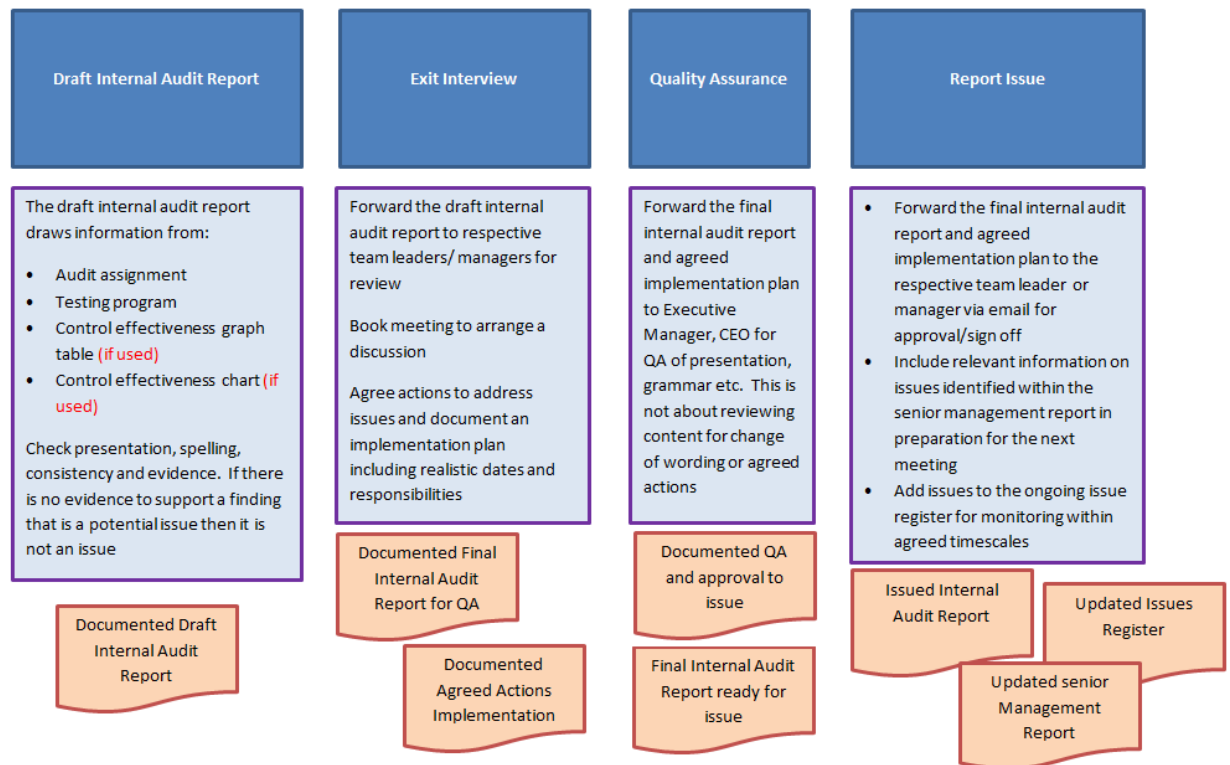 Draft Internal Audit Report
Exit Interview
Quality Assurance
Report Issue
The draft internal audit report
draws information from:
• Audit assignment
• Testing program
• Control effectiveness graph
table (if used)
• Control effectiveness chart (if
used)
Check presentation, spelling,
consistency and evidence. If there
is no evidence to support a finding
that is a potential issue then it is
not an issue
Forward the draft internal
audit report to respective
team leaders/ managers for
review
Book meeting to arrange a
discussion
Agree actions to address
issues and document an
implementation plan
including realistic dates and
responsibilities
Forward the final
internal audit report
and agreed
implementation plan
to Executive
Manager, CEO for
QA of presentation,
grammar etc. This is
not about reviewing
content for change
of wording or agreed
actions
• Forward the final internal audit
report and agreed
implementation plan to the
respective team leader or
manager via email for
approval/sign off
• Include relevant information on
issues identified within the
senior management report in
preparation for the next
meeting
• Add issues to the ongoing issue
register for monitoring within
agreed timescales
Documented Draft
Internal Audit
Report
Documented Final
Internal Audit
Report for QA
Documented
Agreed Actions
Implementation
Documented QA
and approval to
issue
Final Internal Audit
Report ready for
issue
Issued Internal
Audit Report
Updated Issues
Register
Updated senior
Management
Report